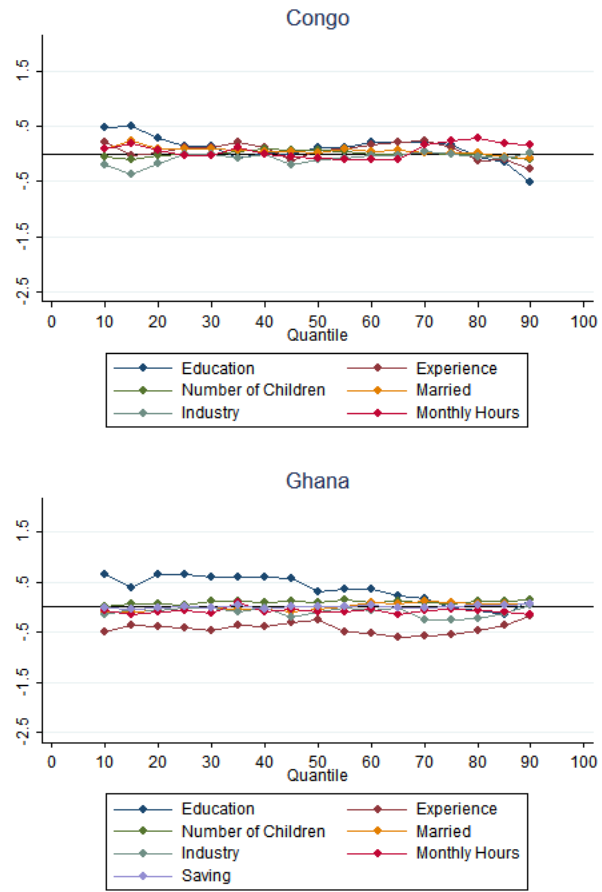 Congo
1.5
.5
-.5
-1.5
-2.5
0 10 20 30 40 50 60 70 80 90 100
Quantile
Education Experience
Number of Children Married
Industry Monthly Hours
Ghana
1.5
.5
-.5
-1.5
-2.5
0 10 20 30 40 50 60 70 80 90 100
Quantile
Education Experience
Number of Children Married
Industry Monthly Hours
Saving